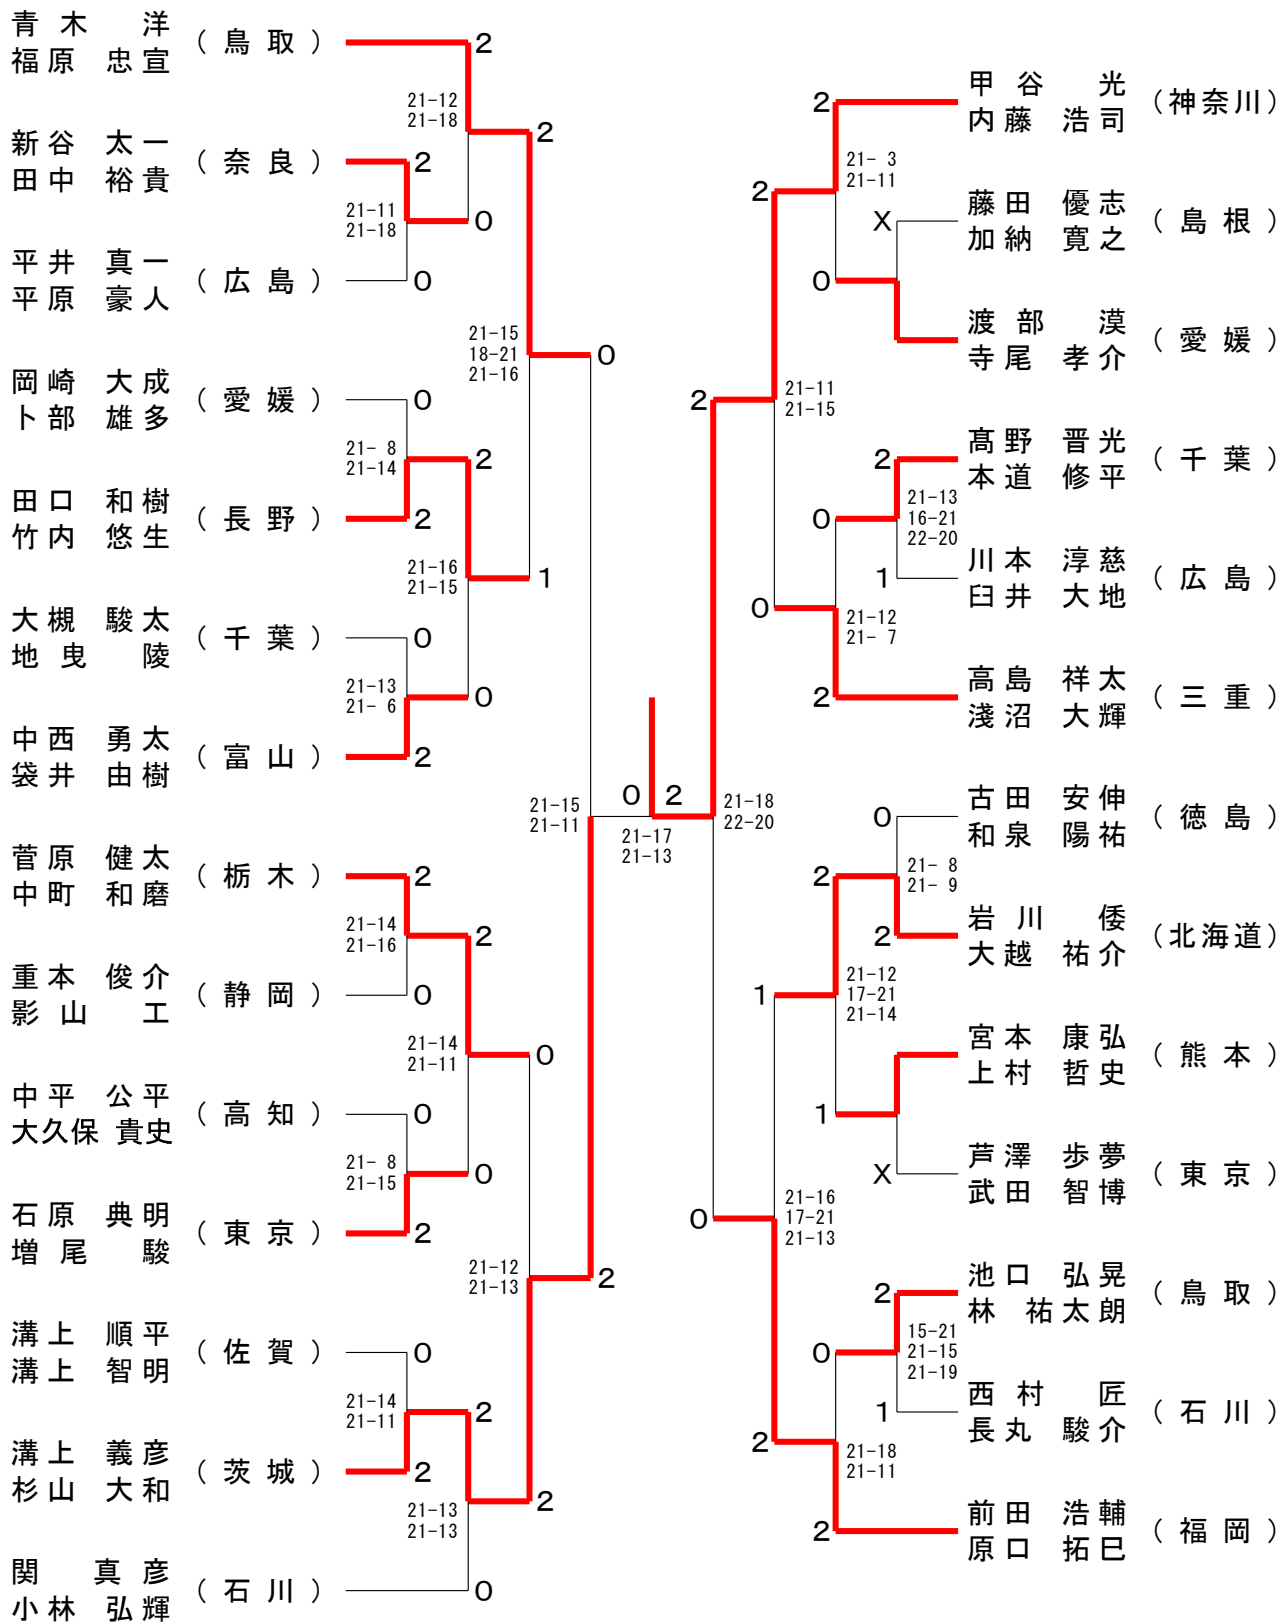 青木 洋
福原 忠宣
(鳥取)
2
21-12
21-18
2
新谷 太一
田中 裕貴
(奈良)
2
21-11
21-18
0
平井 真一
平原 豪人
(広島)
0
21-15
18-21
21-16
0
岡崎 大成
卜部 雄多
(愛媛)
0
21- 8
21-14
2
田口 和樹
竹内 悠生
(長野)
2
21-16
21-15
1
大槻 駿太
地曳 陵
(千葉)
0
21-13
21- 6
0
中西 勇太
袋井 由樹
(富山)
2
21-15
21-11
0 2
21-17
21-13
菅原 健太
中町 和磨
(栃木)
2
21-14
21-16
2
重本 俊介
影山 工
(静岡)
0
21-14
21-11
0
中平 公平
大久保 貴史
(高知)
0
21- 8
21-15
0
石原 典明
増尾 駿
(東京)
2
21-12
21-13
2
溝上 順平
溝上 智明
(佐賀)
0
21-14
21-11
2
溝上 義彦
杉山 大和
(茨城)
2
21-13
21-13
2
関 真彦
小林 弘輝
(石川)
0
2
甲谷 光
内藤 浩司
(神奈川)
2
21- 3
21-11
X
藤田 優志
加納 寛之
(島根)
0
渡部 漠
寺尾 孝介
(愛媛)
2
21-11
21-15
2
髙野 晋光
本道 修平
(千葉)
0
21-13
16-21
22-20
1
川本 淳慈
臼井 大地
(広島)
0
21-12
21- 7
2
高島 祥太
淺沼 大輝
(三重)
21-18
22-20
0
古田 安伸
和泉 陽祐
(徳島)
2
21- 8
21- 9
2
岩川 倭
大越 祐介
(北海道)
1
21-12
17-21
21-14
宮本 康弘
上村 哲史
(熊本)
1
X
芦澤 歩夢
武田 智博
(東京)
0
21-16
17-21
21-13
2
池口 弘晃
林 祐太朗
(鳥取)
0
15-21
21-15
21-19
1
西村 匠
長丸 駿介
(石川)
2
21-18
21-11
2
前田 浩輔
原口 拓巳
(福岡)